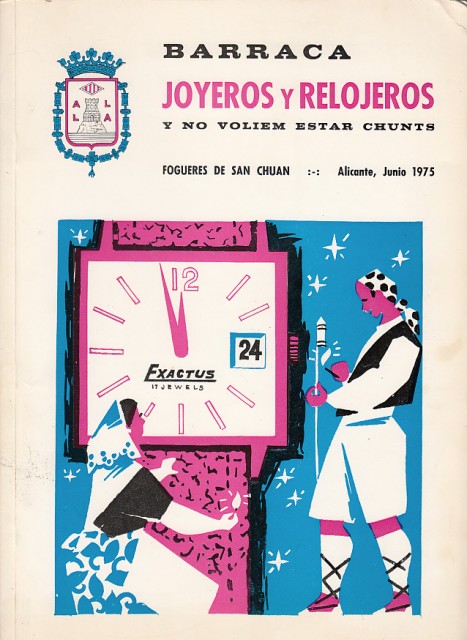 BARRACA
JOYEROS Y RELOJEROS
Y NO VOLIEM ESTAR CHUNTS
FOGUERES DE SAN CHUAN :-: Alicante, Junio 1975
A L
L A
12
24
EXACTUS
17 JEWELS